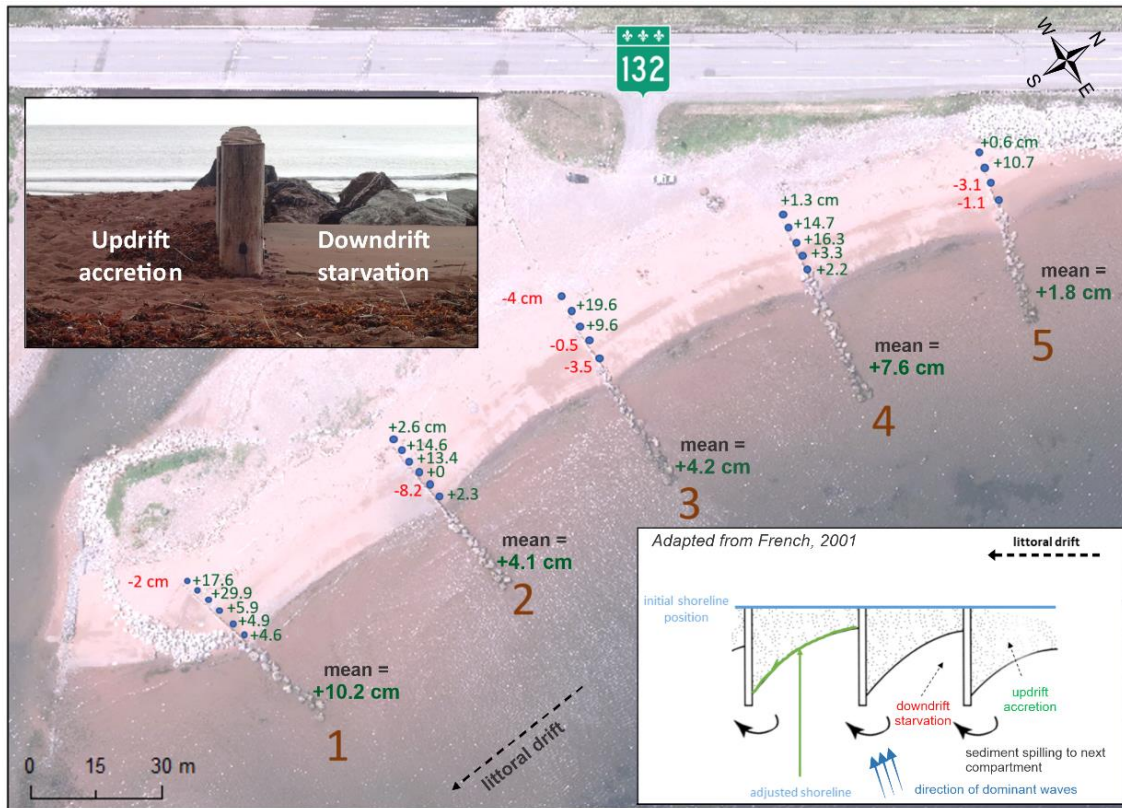 132
W
N
S
E
Updrift
accretion
Downdrift
starvation
+0.6 cm
+10.7
-3.1
-1.1
mean =
+1.8 cm
5
+1.3 cm
+14.7
+16.3
+3.3
+2.2
mean =
+7.6 cm
4
-4 cm
+19.6
+9.6
-0.5
-3.5
mean =
+4.2 cm
3
+2.6 cm
+14.6
+13.4
+0
-8.2
+2.3
mean =
+4.1 cm
2
-2 cm
+17.6
+29.9
+5.9
+4.9
+4.6
mean =
+10.2 cm
1
littoral drift
0 15 30 m
Adapted from French, 2001
littoral drift
initial shoreline
position
downdrift
starvation
updrift
accretion
sediment spilling to next
compartment
direction of dominant waves
adjusted shoreline